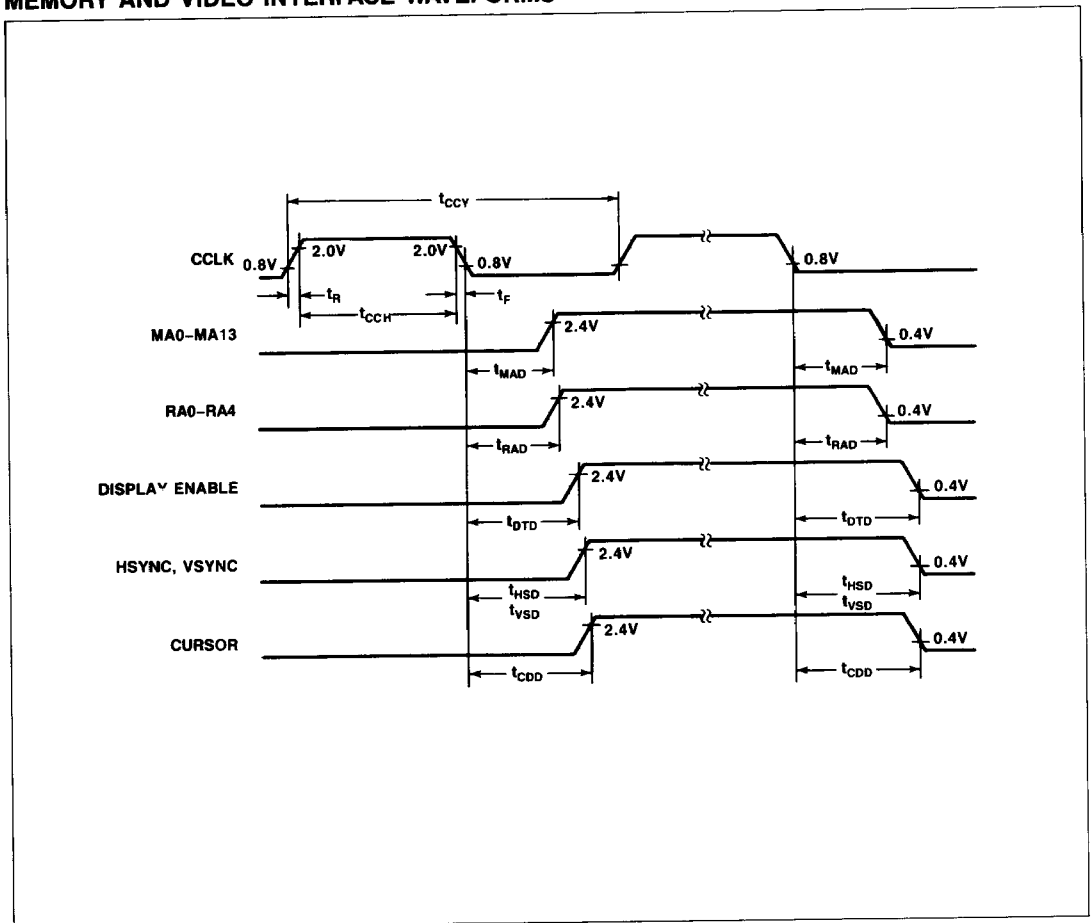 MEMORY AND VIDEO INTERFACE WAVEFORMS
tCCY
CCLK 0.8V 2.0V 2.0V 0.8V 0.8V
tR tF
tCCH
MA0–MA13 2.4V 0.4V
tMAD tMAD
RA0–RA4 2.4V 0.4V
tRAD tRAD
DISPLAY ENABLE 2.4V 0.4V
tDTD tDTD
HSYNC, VSYNC 2.4V 0.4V
tHSD tHSD
tVSD tVSD
CURSOR 2.4V 0.4V
tCDD tCDD